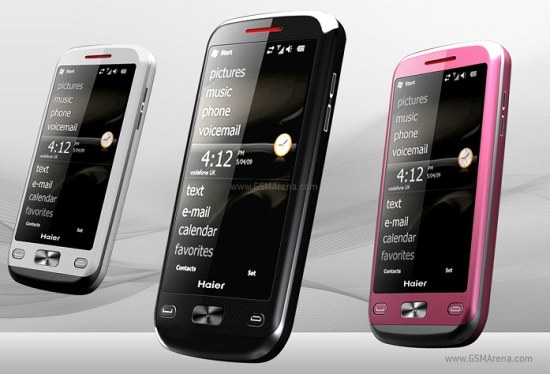 Start
pictures
music
phone
voicemail
4:12 PM
5/04/09
vodafone UK
text
e-mail
calendar
favorites
Contacts
Haier
Start
pictures
music
phone
voicemail
4:12 PM
5/04/09
vodafone UK
www.GSMArena.com
text
e-mail
calendar
favorites
Contacts Set
Haier
Start
pictures
music
phone
voicemail
4:12 PM
5/04/09
vodafone UK
text
e-mail
calendar
favorites
Contacts Set
Haier
www.GSMArena.com